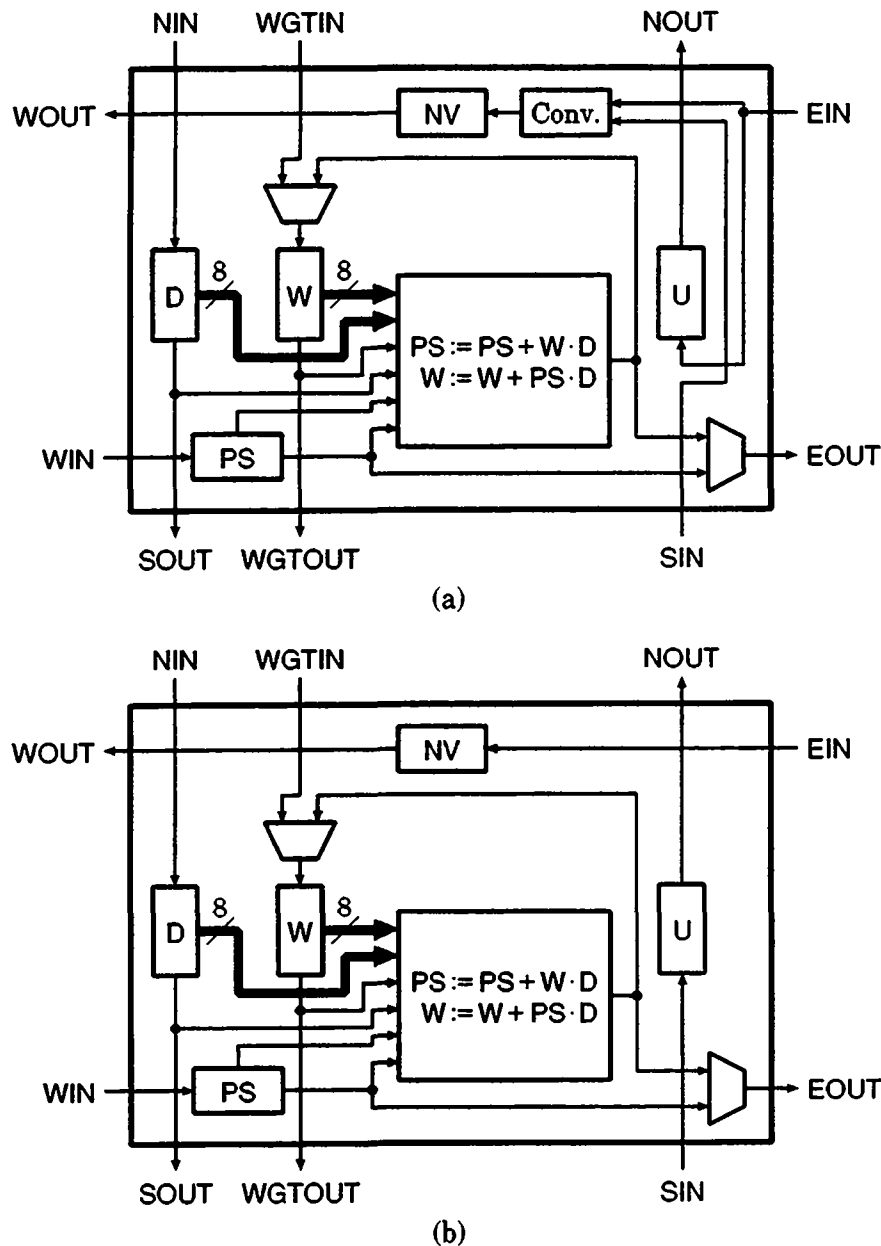 NIN WGTIN NOUT
WOUT NV Conv. EIN
D 8 W 8 U
PS := PS + W · D
W := W + PS · D
WIN PS EOUT
SOUT WGTOUT SIN
(a)
NIN WGTIN NOUT
WOUT NV EIN
D 8 W 8 U
PS := PS + W · D
W := W + PS · D
WIN PS EOUT
SOUT WGTOUT SIN
(b)